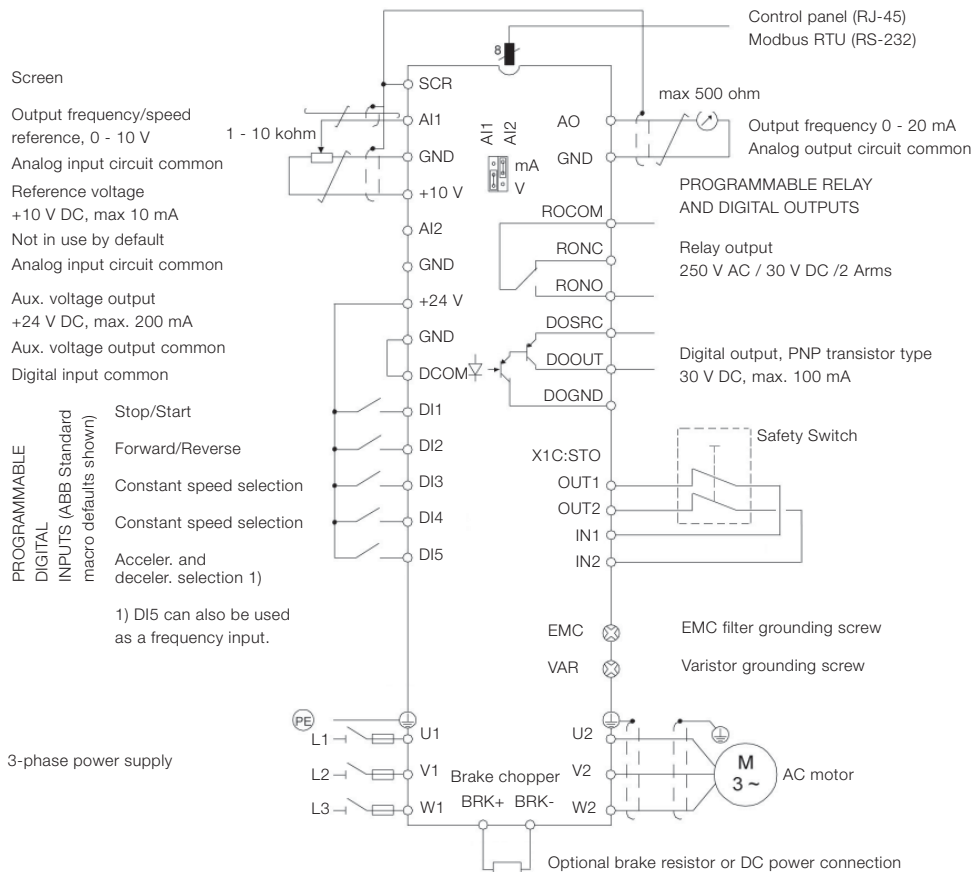 Control panel (RJ-45)
Modbus RTU (RS-232)
8
Screen
SCR
Output frequency/speed
reference, 0 - 10 V
1 - 10 kohm
AI1
Analog input circuit common
GND
Reference voltage
+10 V DC, max 10 mA
+10 V
Not in use by default
AI2
Analog input circuit common
GND
Aux. voltage output
+24 V DC, max. 200 mA
+24 V
Aux. voltage output common
GND
Digital input common
DCOM
AI1
AI2
mA
V
max 500 ohm
AO
GND
Output frequency 0 - 20 mA
Analog output circuit common
PROGRAMMABLE RELAY
AND DIGITAL OUTPUTS
ROCOM
RONC
RONO
Relay output
250 V AC / 30 V DC /2 Arms
DOSRC
DOOUT
DOGND
Digital output, PNP transistor type
30 V DC, max. 100 mA
PROGRAMMABLE
DIGITAL
INPUTS (ABB Standard
macro defaults shown)
Stop/Start
DI1
Forward/Reverse
DI2
Constant speed selection
DI3
Constant speed selection
DI4
Acceler. and
deceler. selection 1)
DI5
1) DI5 can also be used
as a frequency input.
Safety Switch
X1C:STO
OUT1
OUT2
IN1
IN2
EMC
EMC filter grounding screw
VAR
Varistor grounding screw
PE
3-phase power supply
L1
U1
L2
V1
L3
W1
Brake chopper
BRK+ BRK-
U2
V2
W2
M
3 ~
AC motor
Optional brake resistor or DC power connection